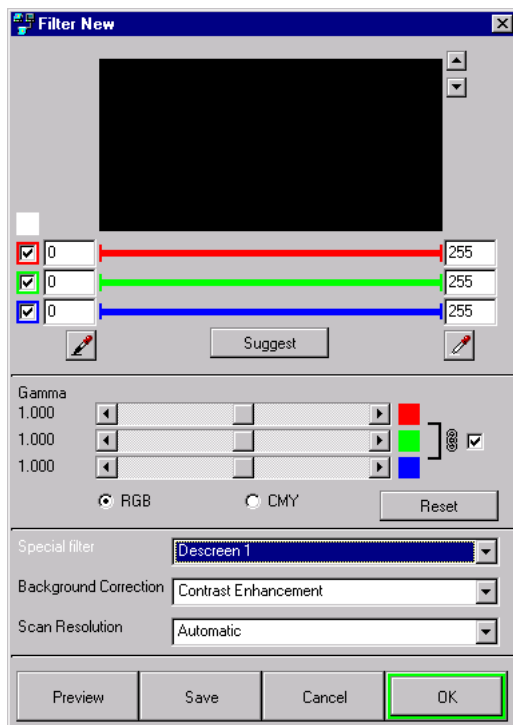 Filter New
0 255
0 255
0 255
Suggest
Gamma
1.000
1.000
1.000
RGB CMY Reset
Special filter Descreen 1
Background Correction Contrast Enhancement
Scan Resolution Automatic
Preview Save Cancel OK